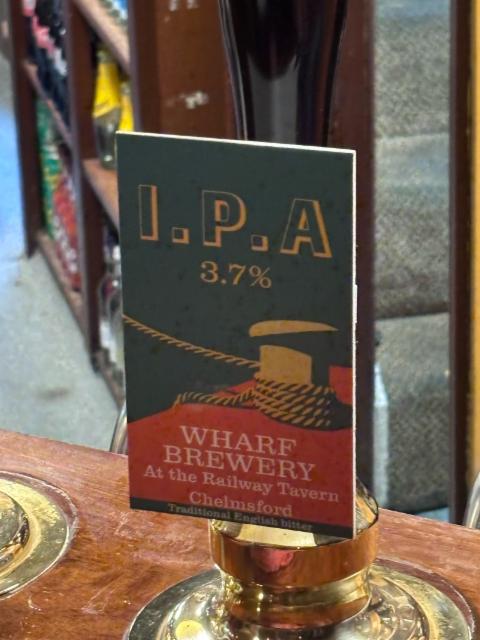 I.P.A
3.7%
WHARF
BREWERY
At the Railway Tavern
Chelmsford
Traditional English bitter